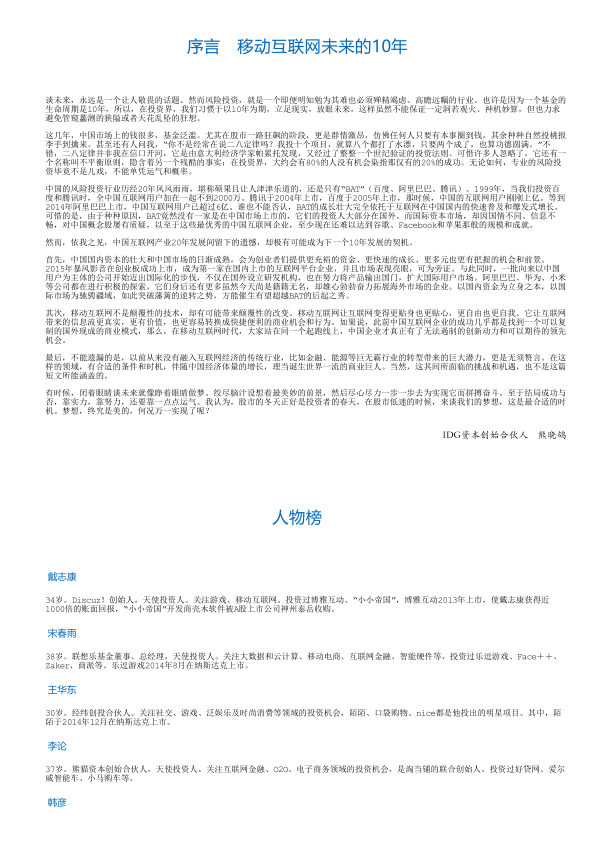 序言　移动互联网未来的10年
谈未来，永远是一个让人敬畏的话题。然而风险投资，就是一个即便明知勉为其难也必须殚精竭虑、高瞻远瞩的行业。也许是因为一个基金的
生命周期是10年，所以，在投资界，我们习惯于以10年为期，立足现实，放眼未来，这样虽然不能保证一定洞若观火、神机妙算，但也力求
避免管窥蠡测的狭隘或者天花乱坠的狂想。
这几年，中国市场上的钱很多，基金泛滥。尤其在股市一路狂飙的阶段，更是群情激昂，仿佛任何人只要有本事圈到钱，其余种种自然投桃报
李手到擒来。甚至还有人问我，“你不是经常在说二八定律吗？我投十个项目，就算八个都打了水漂，只要两个成了，也算功德圆满。”不
错，二八定律并非我在信口开河，它是由意大利经济学家帕累托发现，又经过了整整一个世纪验证的投资法则。可惜许多人忽略了，它还有一
个名称叫不平衡原则，隐含着另一个残酷的事实：在投资界，大约会有80%的人没有机会染指那仅有的20%的成功。无论如何，专业的风险投
资毕竟不是儿戏，不能单凭运气和概率。
中国的风险投资行业历经20年风风雨雨，堪称硕果且让人津津乐道的，还是只有“BAT”（百度、阿里巴巴、腾讯）。1999年，当我们投资百
度和腾讯时，全中国互联网用户加在一起不到2000万。腾讯于2004年上市，百度于2005年上市，那时候，中国的互联网用户刚刚上亿。等到
2014年阿里巴巴上市，中国互联网用户已超过6亿。谁也不能否认，BAT的成长壮大完全依托于互联网在中国国内的快速普及和爆发式增长。
可惜的是，由于种种原因，BAT竟然没有一家是在中国市场上市的，它们的投资人大部分在国外。而国际资本市场，却因国情不同、信息不
畅，对中国概念股屡有质疑，以至于这些最优秀的中国互联网企业，至少现在还难以达到谷歌、Facebook和苹果那般的规模和成就。
然而，依我之见，中国互联网产业20年发展间留下的遗憾，却极有可能成为下一个10年发展的契机。
首先，中国国内资本的壮大和中国市场的日渐成熟，会为创业者们提供更充裕的资金、更快速的成长、更多元也更有把握的机会和前景。
2015年暴风影音在创业板成功上市，成为第一家在国内上市的互联网平台企业，并且市场表现亮眼，可为旁证。与此同时，一批向来以中国
用户为主体的公司开始迈出国际化的步伐，不仅在国外设立研发机构，也在努力将产品输出国门，扩大国际用户市场。阿里巴巴、华为、小米
等公司都在进行积极的探索，它们身后还有更多虽然今天尚是籍籍无名，却雄心勃勃奋力拓展海外市场的企业。以国内资金为立身之本，以国
际市场为驰骋疆域，如此突破藩篱的逆转之势，方能催生有望超越BAT的后起之秀。
其次，移动互联网不是颠覆性的技术，却有可能带来颠覆性的改变。移动互联网让互联网变得更贴身也更贴心，更自由也更自我。它让互联网
带来的信息流更真实，更有价值，也更容易转换成快捷便利的商业机会和行为。如果说，此前中国互联网企业的成功几乎都是找到一个可以复
制的国外现成的商业模式，那么，在移动互联网时代，大家站在同一个起跑线上，中国企业才真正有了无法遏制的创新动力和可以期待的领先
机会。
最后，不能遗漏的是，以前从来没有融入互联网经济的传统行业，比如金融、能源等巨无霸行业的转型带来的巨大潜力，更是无须赘言。在这
样的领域，有合适的条件和时机，伴随中国经济体量的增长，理当诞生世界一流的商业巨人。当然，这其间所面临的挑战和机遇，也不是这篇
短文所能涵盖的。
有时候，闭着眼睛谈未来就像睁着眼睛做梦。绞尽脑汁设想着最美妙的前景，然后尽心尽力一步一步去为实现它而拼搏奋斗。至于结局成功与
否，靠实力，靠努力，还要靠一点点运气。我认为，股市的冬天正好是投资者的春天，在股市低迷的时候，来谈我们的梦想，这是最合适的时
机。梦想，终究是美的，何况万一实现了呢？
IDG资本创始合伙人　熊晓鸽
人物榜
戴志康
34岁。Discuz！创始人，天使投资人。关注游戏、移动互联网。投资过博雅互动、“小小帝国”，博雅互动2013年上市，使戴志康获得近
1000倍的账面回报，“小小帝国”开发商壳木软件被A股上市公司神州泰岳收购。
宋春雨
38岁。联想乐基金董事、总经理，天使投资人。关注大数据和云计算、移动电商、互联网金融、智能硬件等，投资过乐逗游戏、Face＋＋、
Zaker、商派等。乐逗游戏2014年8月在纳斯达克上市。
王华东
30岁。经纬创投合伙人。关注社交、游戏、泛娱乐及时尚消费等领域的投资机会，陌陌、口袋购物、nice都是他投出的明星项目。其中，陌
陌于2014年12月在纳斯达克上市。
李论
37岁。熊猫资本创始合伙人，天使投资人。关注互联网金融、O2O、电子商务领域的投资机会，是淘当铺的联合创始人。投资过好贷网、爱尔
威智能车、小马购车等。
韩彦